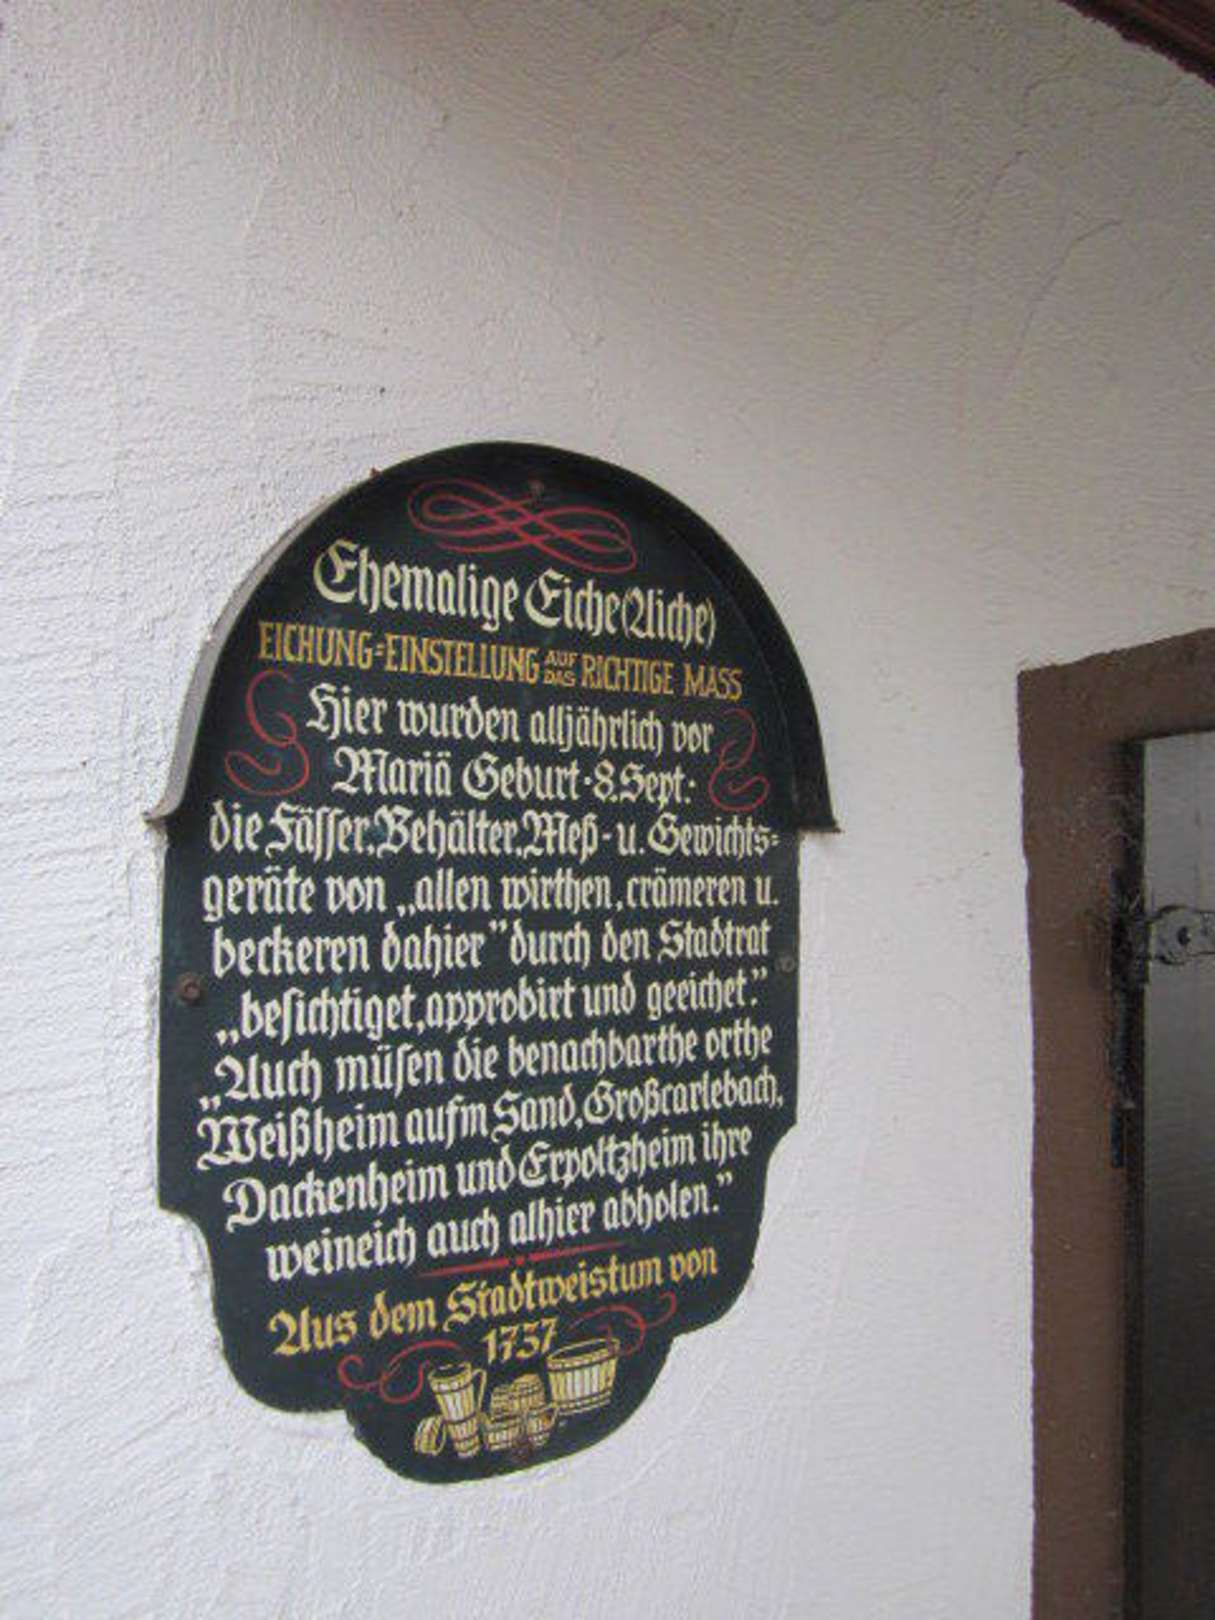 Ehemalige Eiche (Aiche)
EICHUNG=EINSTELLUNG AUF DAS RICHTIGE MASS
Hier wurden alljährlich vor
Mariä Geburt·8.Sept:
die Fässer, Behälter, Meß- u. Gewichts=
geräte von „allen wirthen, crämeren u.
beckeren dahier” durch den Stadtrat
„besichtiget, approbirt und geeichet.”
„Auch müsen die benachbarthe orthe
Weißheim aufm Sand, Großcarlebach,
Dackenheim und Erpoltzheim ihre
weineich auch alhier abholen.”
Aus dem Stadtweistum von
1737